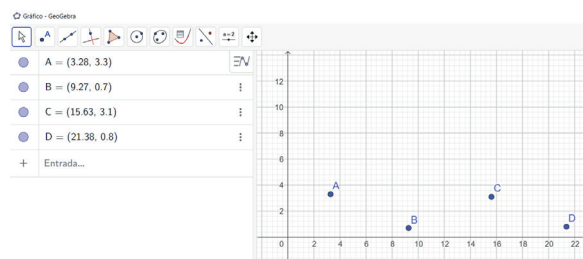 Gráfico - GeoGebra
A
a=2
A = (3.28, 3.3)
B = (9.27, 0.7)
C = (15.63, 3.1)
D = (21.38, 0.8)
+ Entrada...
12
10
8
6
4
2
0 2 4 6 8 10 12 14 16 18 20 22
A
B
C
D